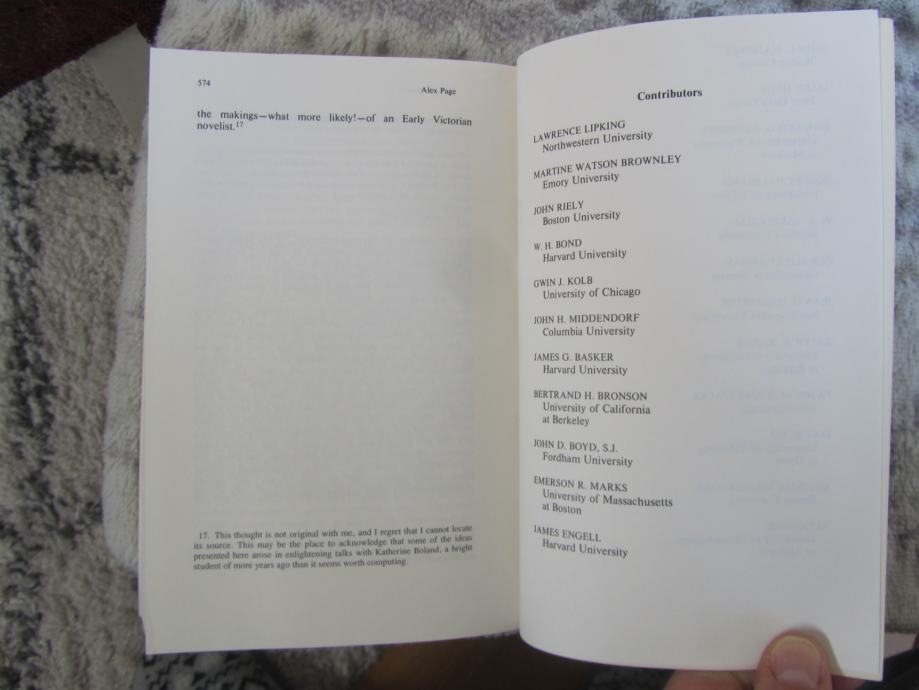 574
Alex Page
the makings—what more likely!—of an Early Victorian
novelist.17
17. This thought is not original with me, and I regret that I cannot locate
its source. This may be the place to acknowledge that some of the ideas
presented here arose in enlightening talks with Katherine Boland, a bright
student of more years ago than it seems worth computing.
Contributors
LAWRENCE LIPKING
Northwestern University
MARTINE WATSON BROWNLEY
Emory University
JOHN RIELY
Boston University
W. H. BOND
Harvard University
GWIN J. KOLB
University of Chicago
JOHN H. MIDDENDORF
Columbia University
JAMES G. BASKER
Harvard University
BERTRAND H. BRONSON
University of California
at Berkeley
JOHN D. BOYD, S.J.
Fordham University
EMERSON R. MARKS
University of Massachusetts
at Boston
JAMES ENGELL
Harvard University